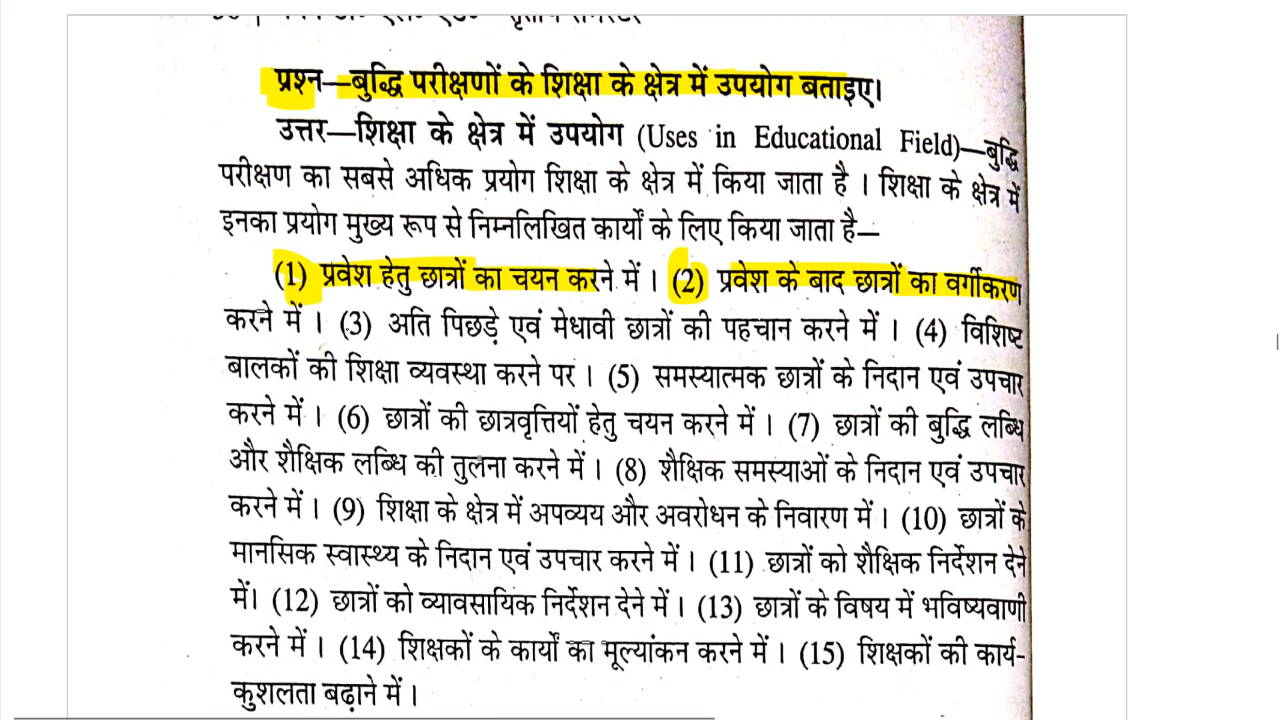 प्रश्न—बुद्धि परीक्षणों के शिक्षा के क्षेत्र में उपयोग बताइए।
उत्तर—शिक्षा के क्षेत्र में उपयोग (Uses in Educational Field)—बुद्धि
परीक्षण का सबसे अधिक प्रयोग शिक्षा के क्षेत्र में किया जाता है । शिक्षा के क्षेत्र में
इनका प्रयोग मुख्य रूप से निम्नलिखित कार्यों के लिए किया जाता है—
(1) प्रवेश हेतु छात्रों का चयन करने में । (2) प्रवेश के बाद छात्रों का वर्गीकरण
करने में । (3) अति पिछड़े एवं मेधावी छात्रों की पहचान करने में । (4) विशिष्ट
बालकों की शिक्षा व्यवस्था करने पर । (5) समस्यात्मक छात्रों के निदान एवं उपचार
करने में । (6) छात्रों की छात्रवृत्तियों हेतु चयन करने में । (7) छात्रों की बुद्धि लब्धि
और शैक्षिक लब्धि की तुलना करने में । (8) शैक्षिक समस्याओं के निदान एवं उपचार
करने में । (9) शिक्षा के क्षेत्र में अपव्यय और अवरोधन के निवारण में । (10) छात्रों के
मानसिक स्वास्थ्य के निदान एवं उपचार करने में । (11) छात्रों को शैक्षिक निर्देशन देने
में। (12) छात्रों को व्यावसायिक निर्देशन देने में । (13) छात्रों के विषय में भविष्यवाणी
करने में । (14) शिक्षकों के कार्यों का मूल्यांकन करने में । (15) शिक्षकों की कार्य-
कुशलता बढ़ाने में ।